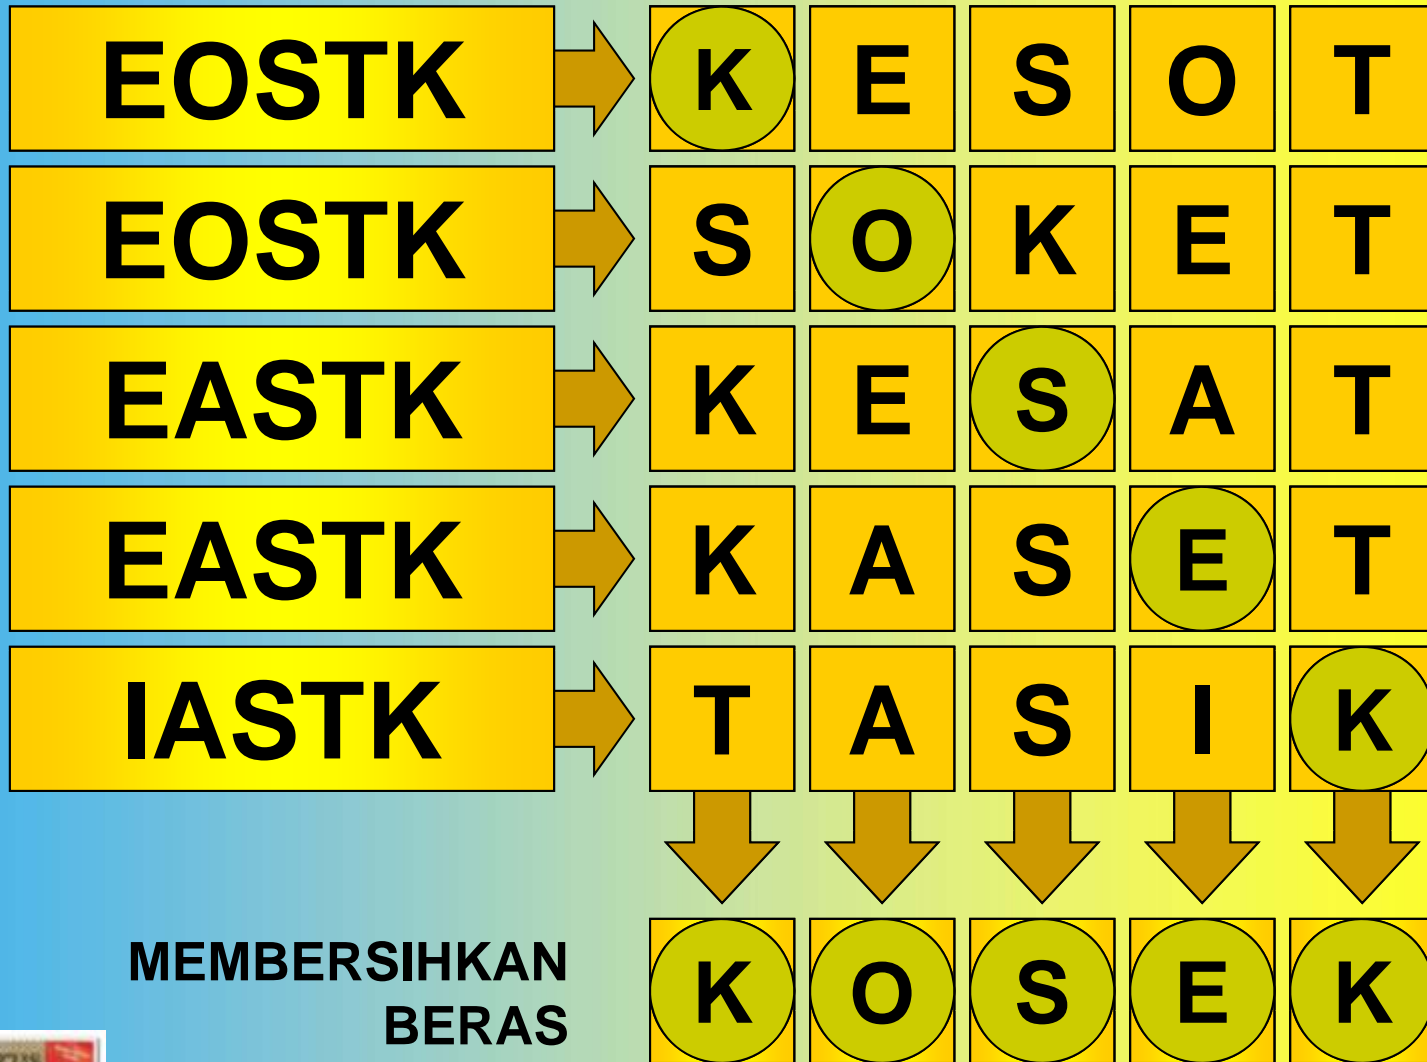 EOSTK K E S O T
EOSTK S O K E T
EASTK K E S A T
EASTK K A S E T
IASTK T A S I K
MEMBERSIHKAN
BERAS
K O S E K